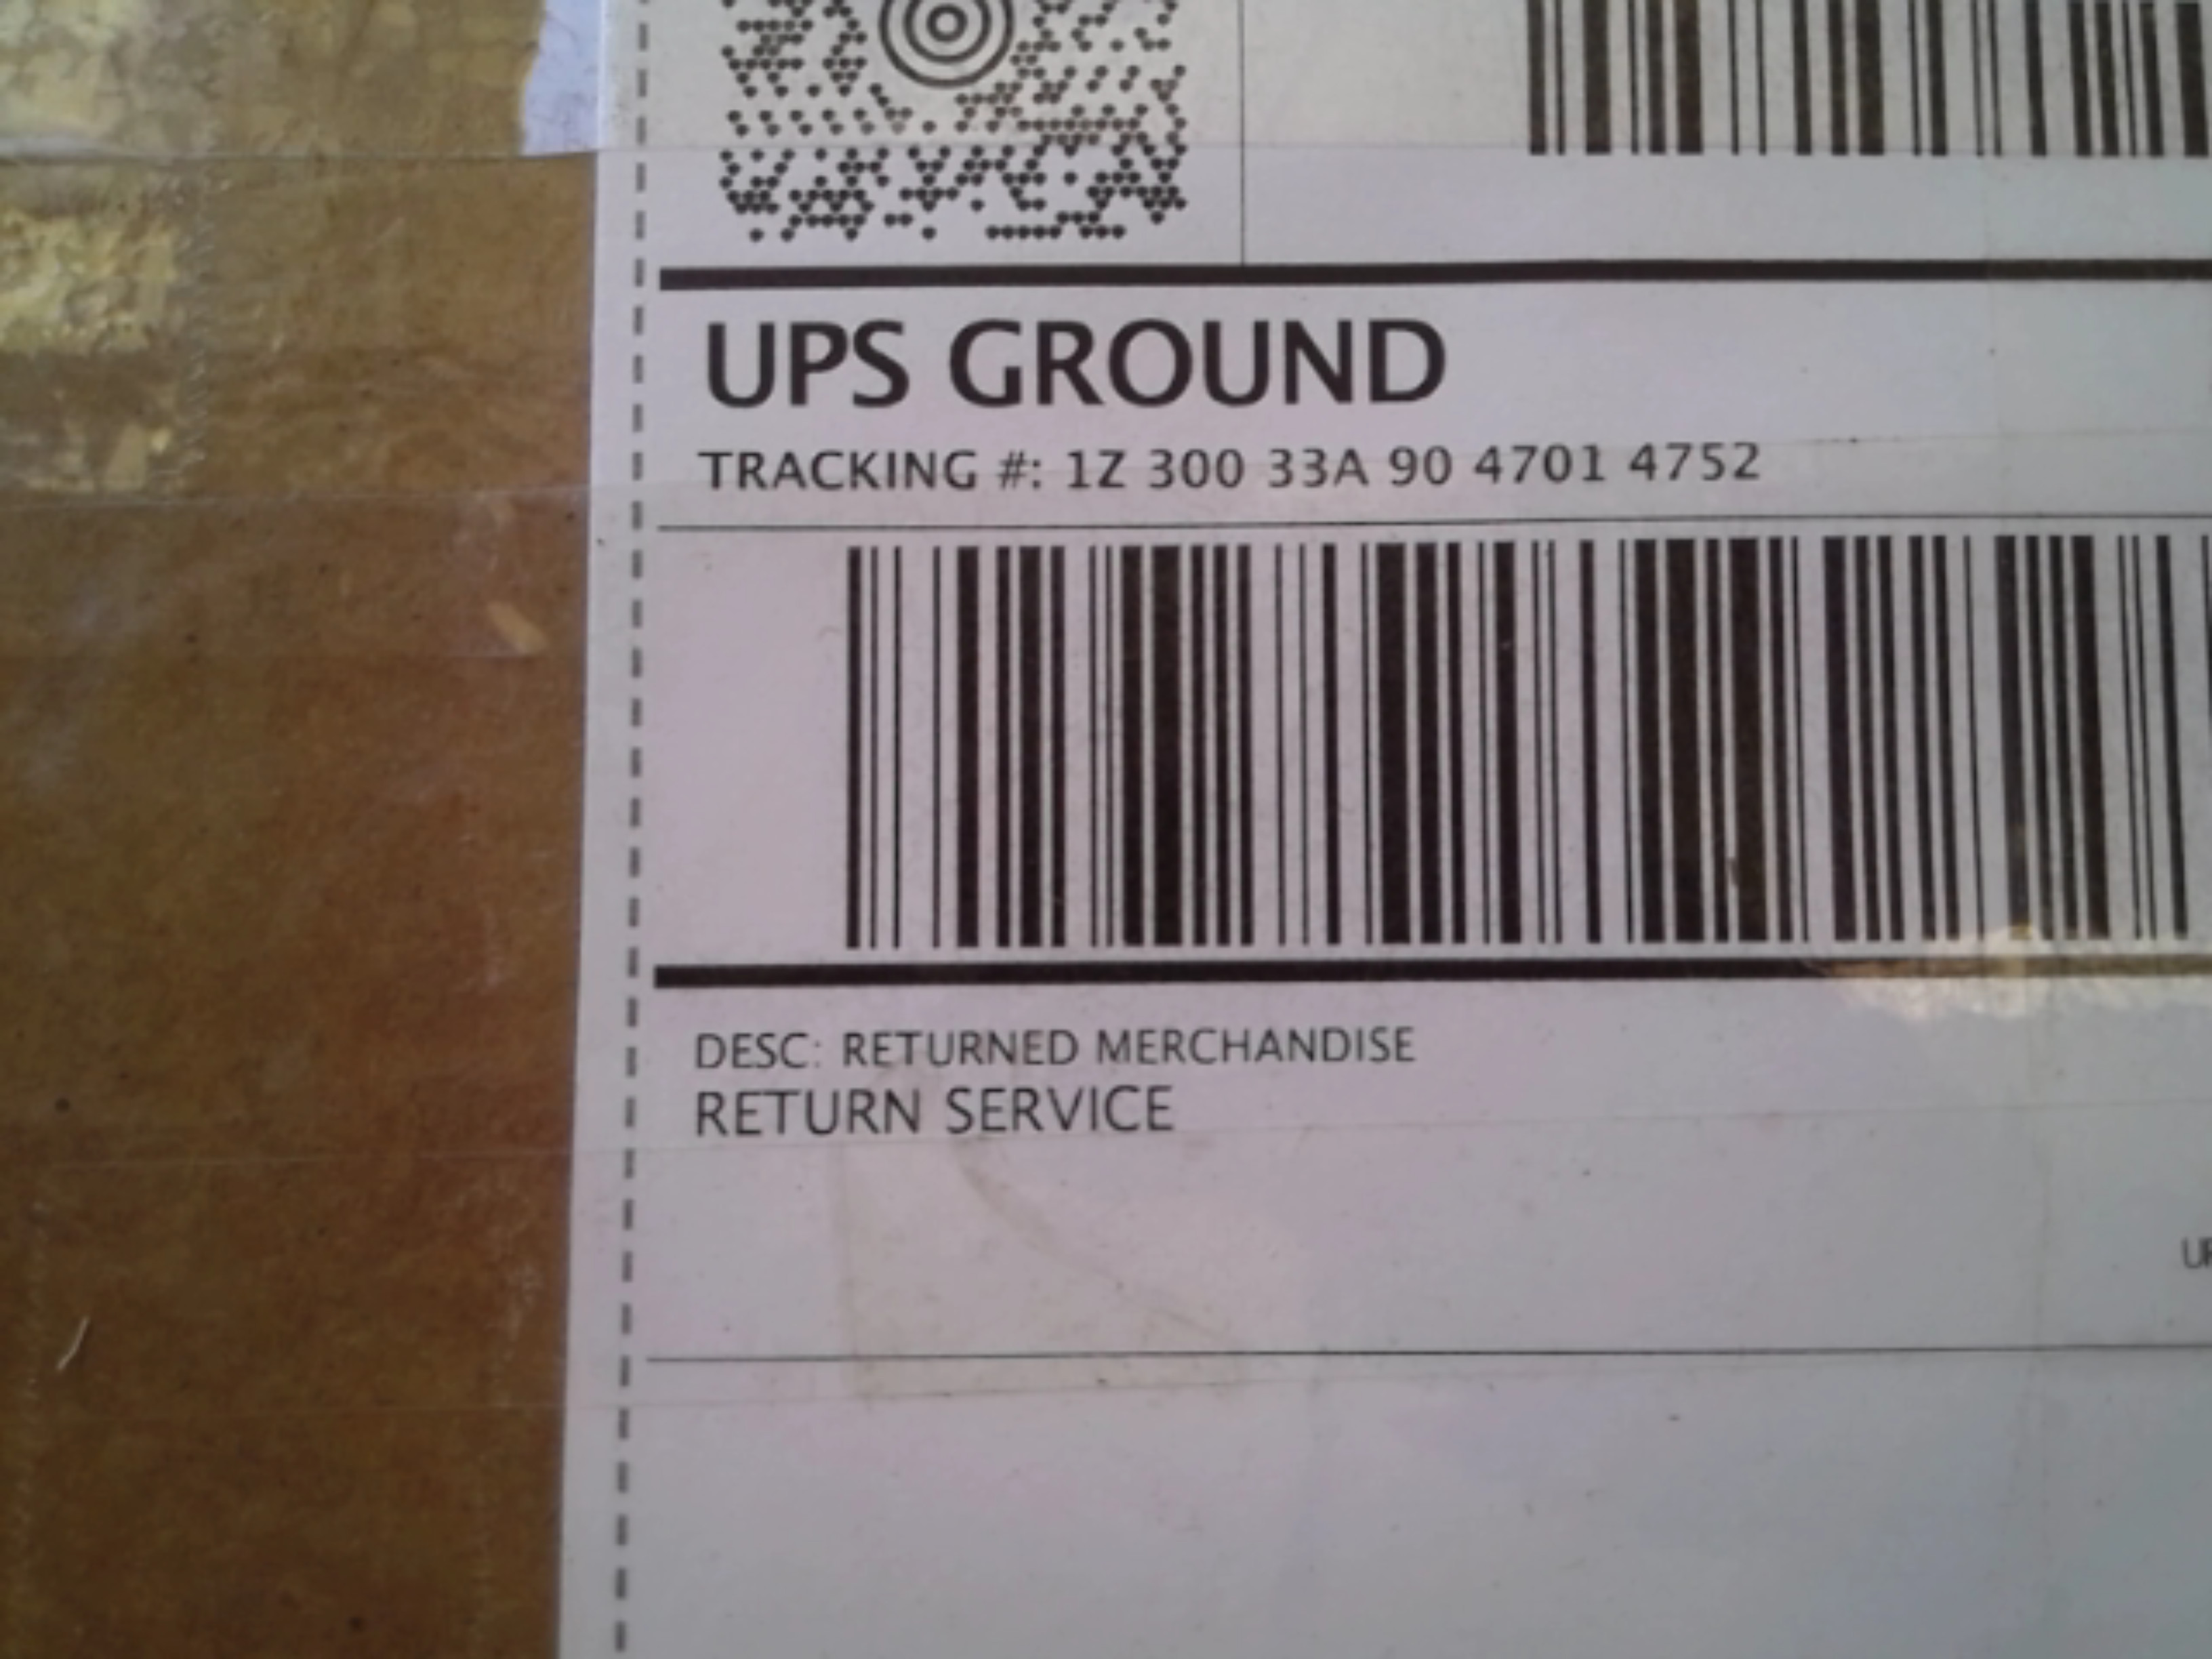 UPS GROUND
TRACKING #: 1Z 300 33A 90 4701 4752
DESC: RETURNED MERCHANDISE
RETURN SERVICE